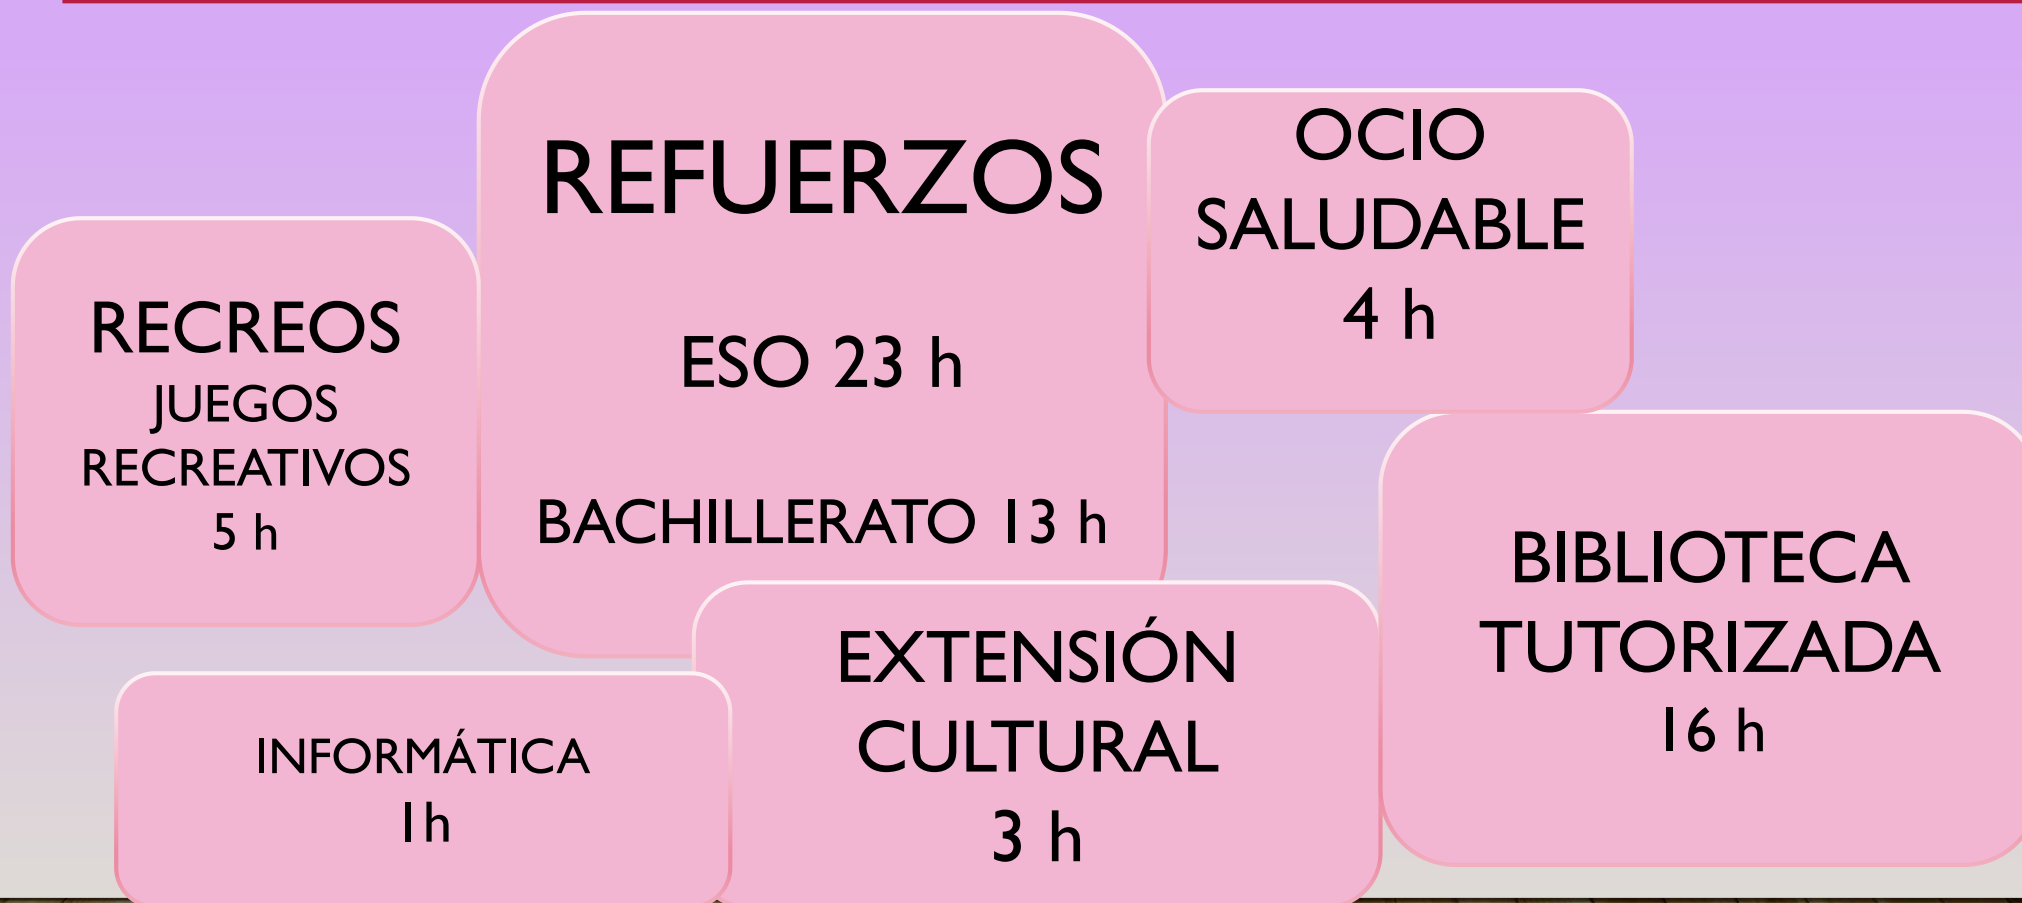 RECREOS
JUEGOS
RECREATIVOS
5 h
REFUERZOS
ESO 23 h
BACHILLERATO 13 h
OCIO
SALUDABLE
4 h
INFORMÁTICA
1h
EXTENSIÓN
CULTURAL
3 h
BIBLIOTECA
TUTORIZADA
16 h